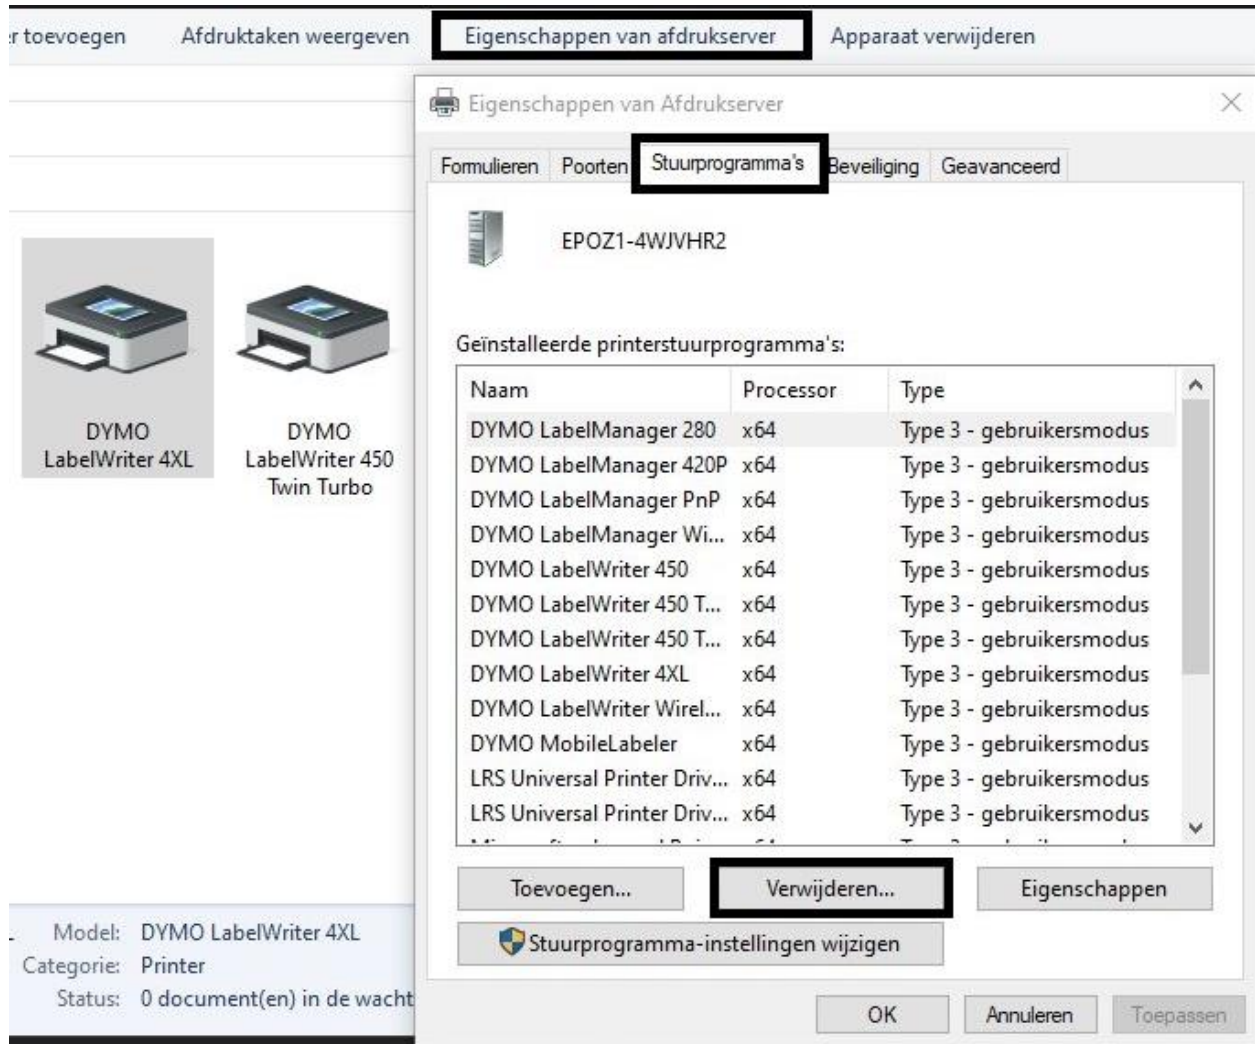 r toevoegen Afdruktaken weergeven Eigenschappen van afdrukserver Apparaat verwijderen
Eigenschappen van Afdrukserver
Formulieren Poorten Stuurprogramma's Beveiliging Geavanceerd
EPOZ1-4WJVHR2
Geïnstalleerde printerstuurprogramma's:
Naam Processor Type
DYMO LabelManager 280 x64 Type 3 - gebruikersmodus
DYMO LabelManager 420P x64 Type 3 - gebruikersmodus
DYMO LabelManager PnP x64 Type 3 - gebruikersmodus
DYMO LabelManager Wi... x64 Type 3 - gebruikersmodus
DYMO LabelWriter 450 x64 Type 3 - gebruikersmodus
DYMO LabelWriter 450 T... x64 Type 3 - gebruikersmodus
DYMO LabelWriter 450 T... x64 Type 3 - gebruikersmodus
DYMO LabelWriter 4XL x64 Type 3 - gebruikersmodus
DYMO LabelWriter Wirel... x64 Type 3 - gebruikersmodus
DYMO MobileLabeler x64 Type 3 - gebruikersmodus
LRS Universal Printer Driv... x64 Type 3 - gebruikersmodus
LRS Universal Printer Driv... x64 Type 3 - gebruikersmodus
Toevoegen... Verwijderen... Eigenschappen
Stuurprogramma-instellingen wijzigen
OK Annuleren Toepassen
DYMO
LabelWriter 4XL
DYMO
LabelWriter 450
Twin Turbo
Model: DYMO LabelWriter 4XL
Categorie: Printer
Status: 0 document(en) in de wacht